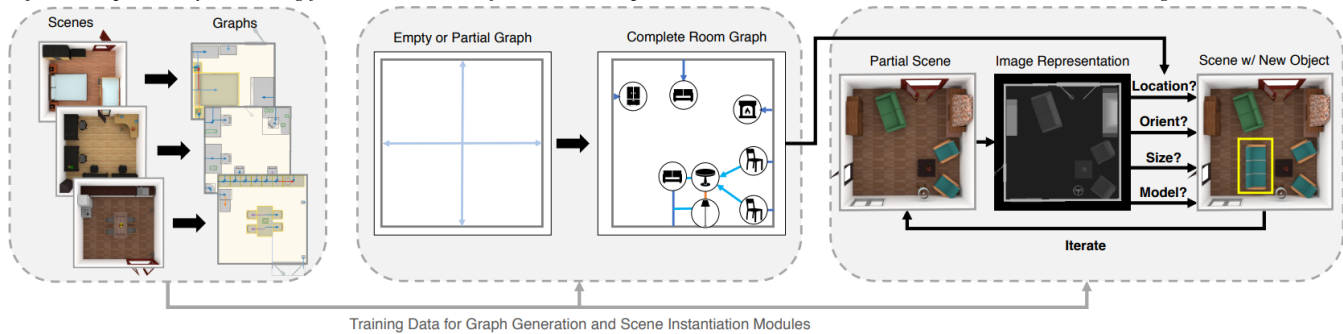 Scenes
Graphs
Empty or Partial Graph
Complete Room Graph
Partial Scene
Image Representation
Scene w/ New Object
Location?
Orient?
Size?
Model?
Iterate
Training Data for Graph Generation and Scene Instantiation Modules